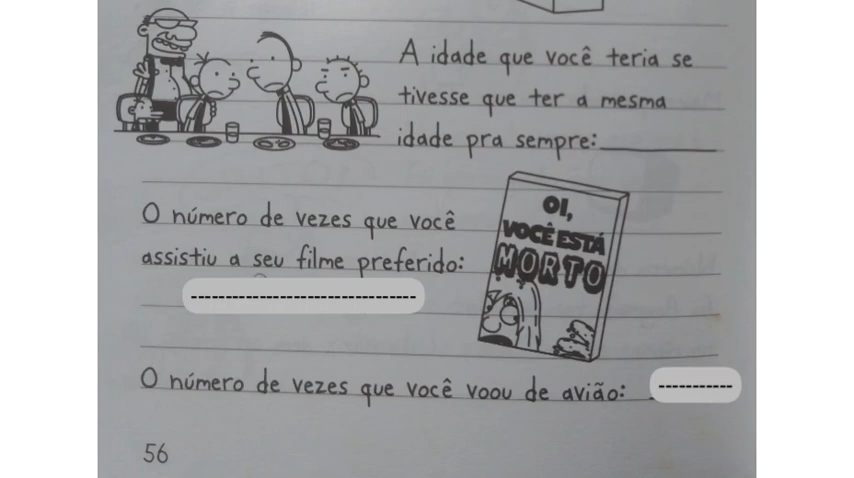 A idade que você teria se
tivesse que ter a mesma
idade pra sempre:
O número de vezes que você
assistiu a seu filme preferido:
OI,
VOCÊ ESTÁ
MORTO
O número de vezes que você voou de avião:
56